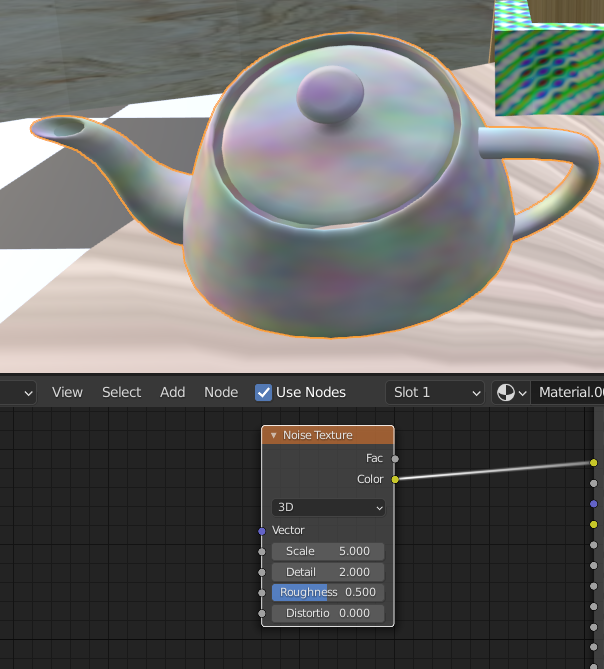 View Select Add Node Use Nodes Slot 1 Material.00
Noise Texture
Fac
Color
3D
Vector
Scale 5.000
Detail 2.000
Roughness 0.500
Distortio 0.000